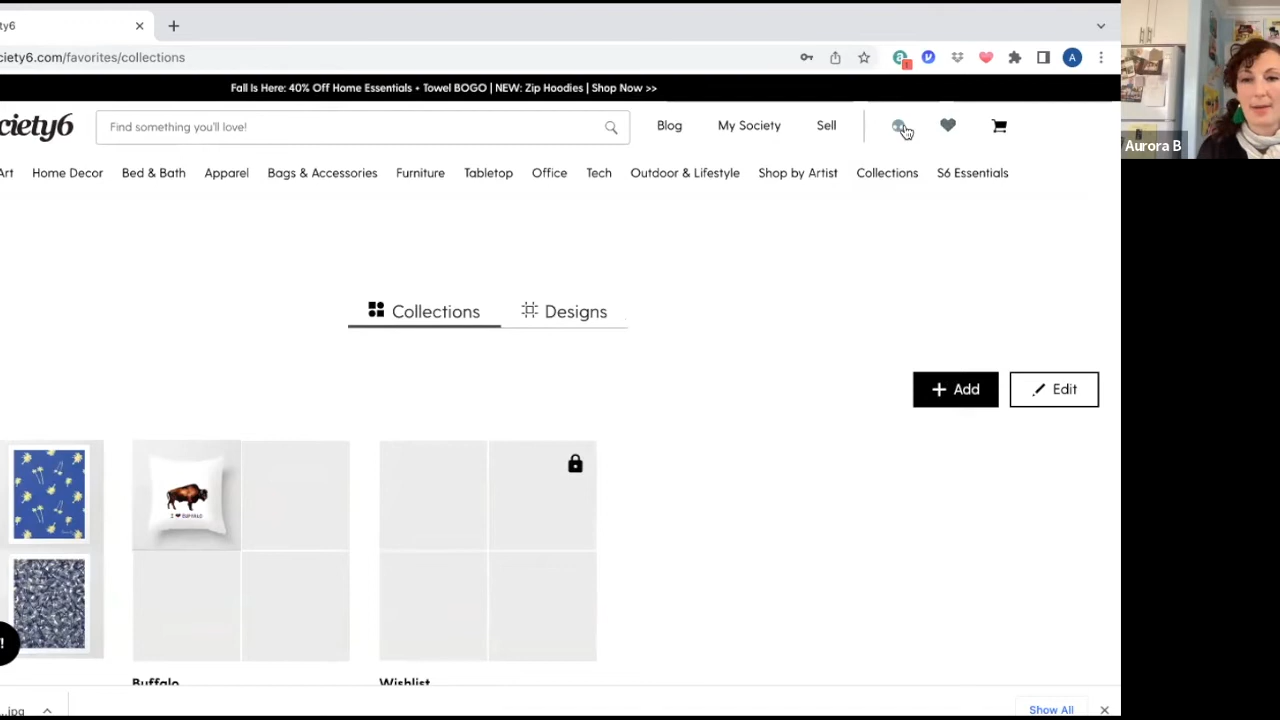 ty6
ciety6.com/favorites/collections
A
Fall Is Here: 40% Off Home Essentials + Towel BOGO | NEW: Zip Hoodies | Shop Now >>
ciety6
Find something you'll love!
Blog
My Society
Sell
Art
Home Decor
Bed & Bath
Apparel
Bags & Accessories
Furniture
Tabletop
Office
Tech
Outdoor & Lifestyle
Shop by Artist
Collections
S6 Essentials
Aurora B
Collections
Designs
+ Add
Edit
I ❤ BUFFALO
!
Buffalo
Wishlist
...jpg
Show All